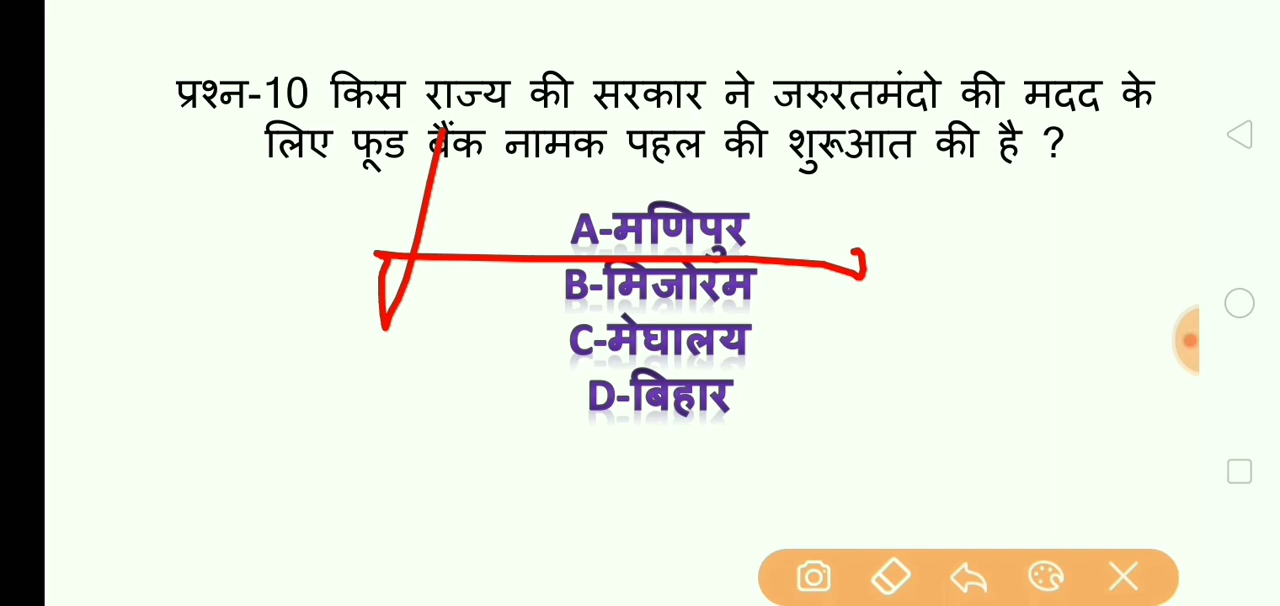 प्रश्न-10 किस राज्य की सरकार ने जरुरतमंदो की मदद के
लिए फूड बैंक नामक पहल की शुरूआत की है ?
A-मणिपुर
B-मिजोरम
C-मेघालय
D-बिहार